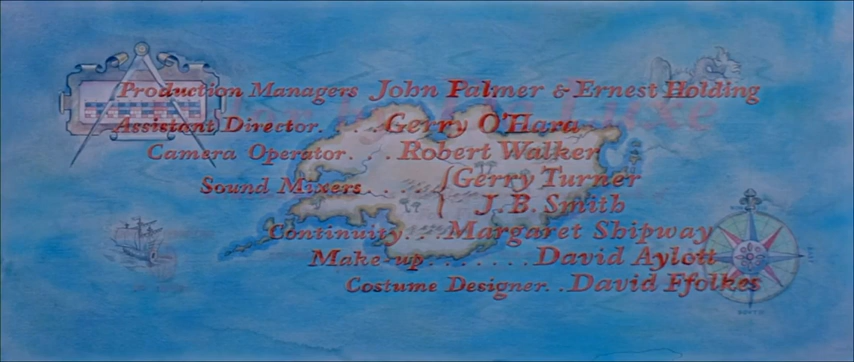 Production Managers John Palmer & Ernest Holding
Assistant Director. . . . Gerry O'Hara
Camera Operator. . . Robert Walker
Sound Mixers. . . . { Gerry Turner
J. B. Smith
Continuity. . . Margaret Shipway
Make-up. . . . . . . David Aylott
Costume Designer. . David Ffolkes